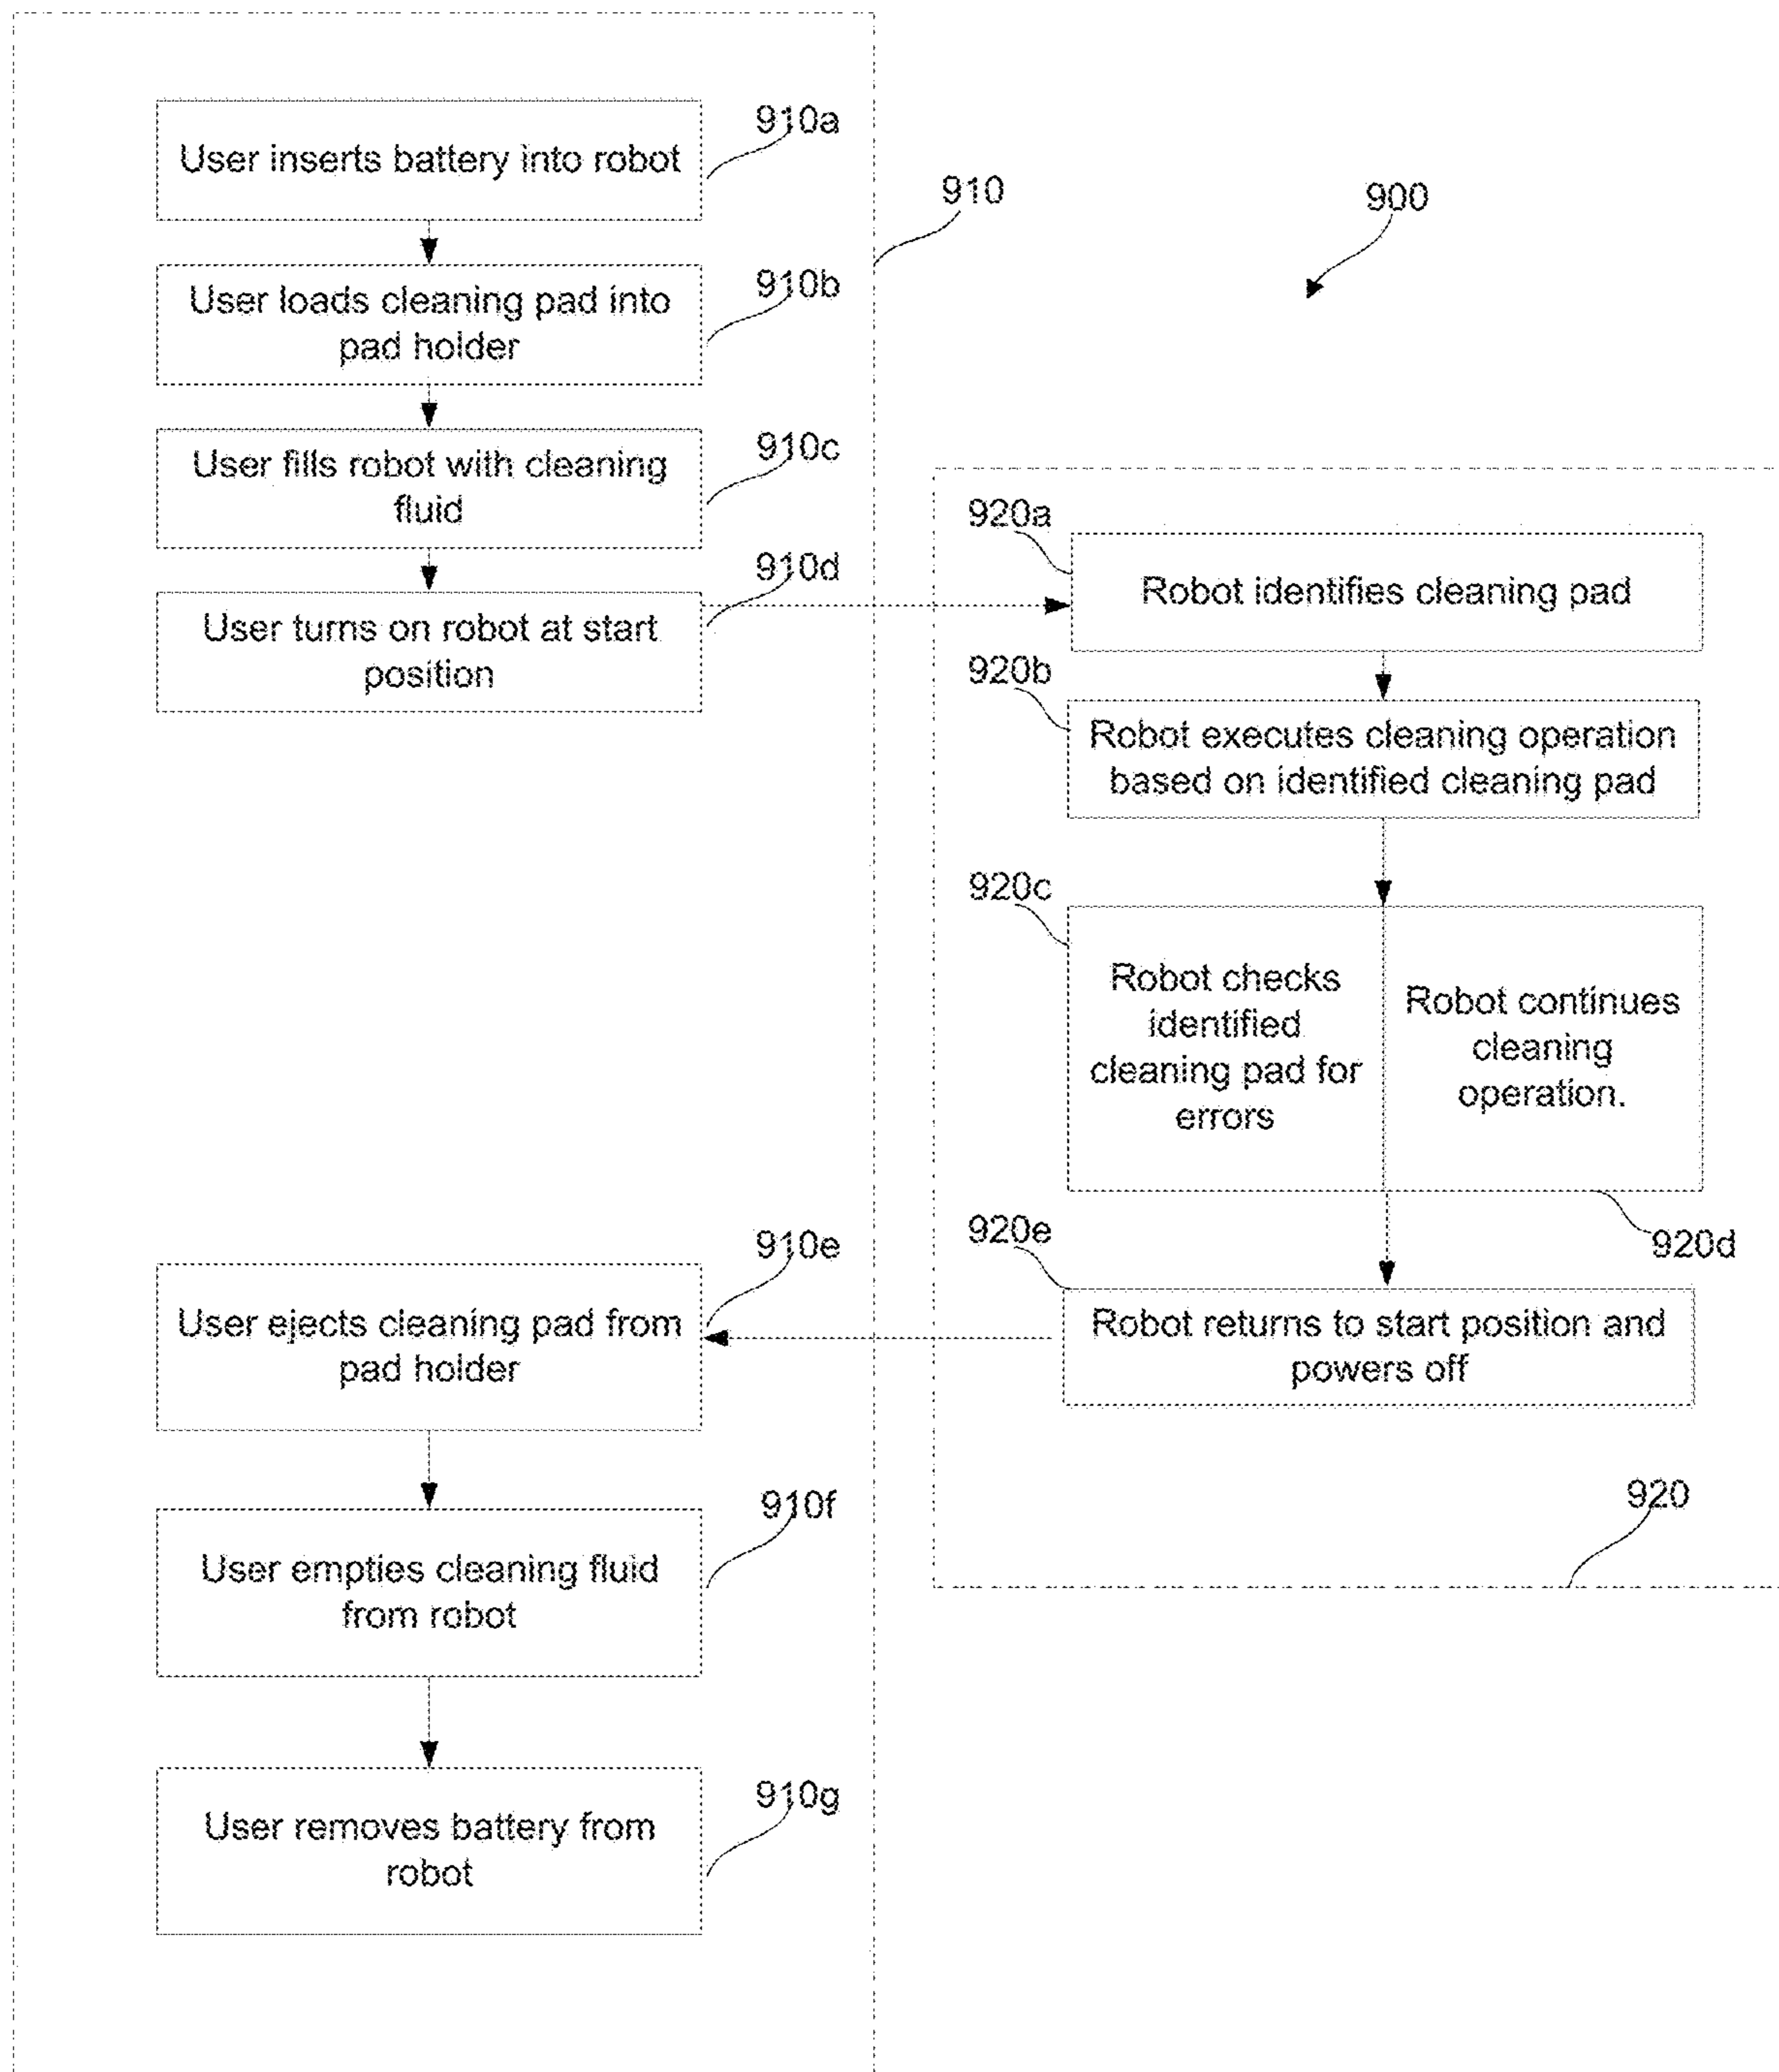 910a
User inserts battery into robot
910
900
910b
User loads cleaning pad into
pad holder
910c
User fills robot with cleaning
fluid
910d
User turns on robot at start
position
920a
Robot identifies cleaning pad
920b
Robot executes cleaning operation
based on identified cleaning pad
920c
Robot checks
identified
cleaning pad for
errors
Robot continues
cleaning
operation.
920d
920e
Robot returns to start position and
powers off
910e
User ejects cleaning pad from
pad holder
920
910f
User empties cleaning fluid
from robot
910g
User removes battery from
robot